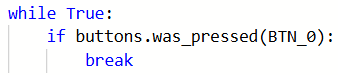 while True:
    if buttons.was_pressed(BTN_0):
        break